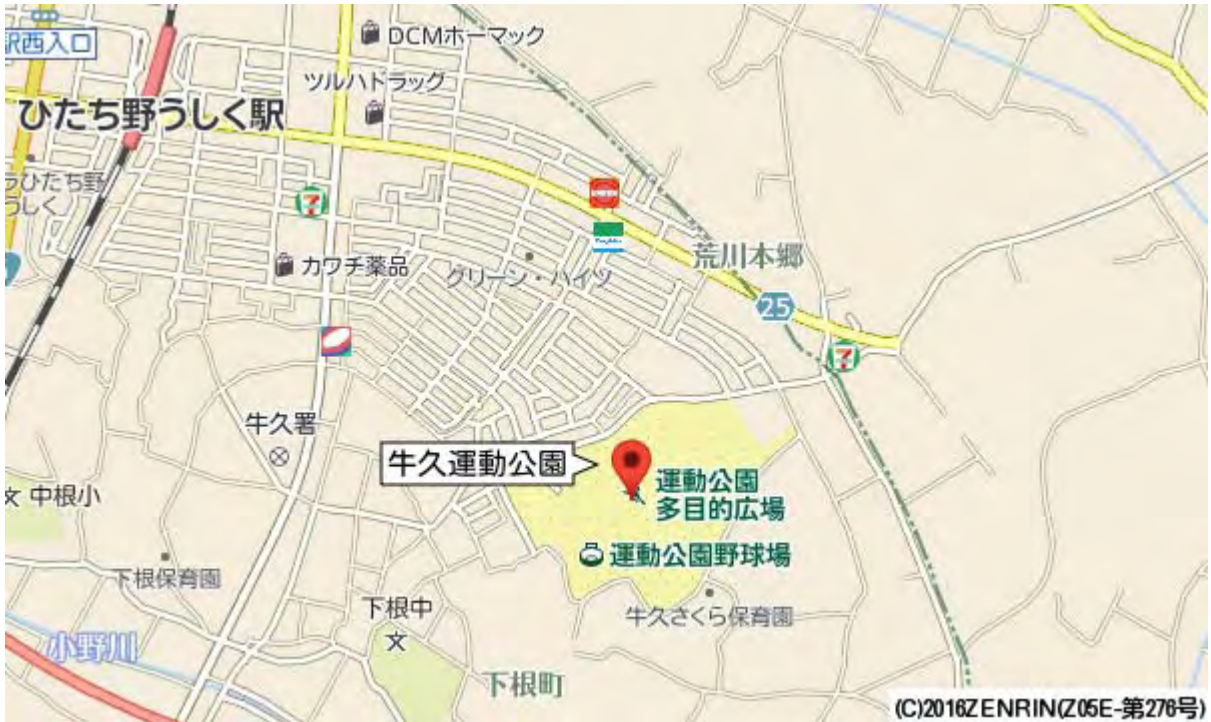 駅西入口
DCMホーマック
ツルハドラッグ
ひたち野うしく駅
ラひたち野
うしく
カワチ薬品
グリーン・ハイツ
荒川本郷
25
牛久署
牛久運動公園
運動公園
多目的広場
文 中根小
運動公園野球場
下根保育園
下根中
文
牛久さくら保育園
小野川
下根町
(C)2016ZENRIN(Z05E-第276号)